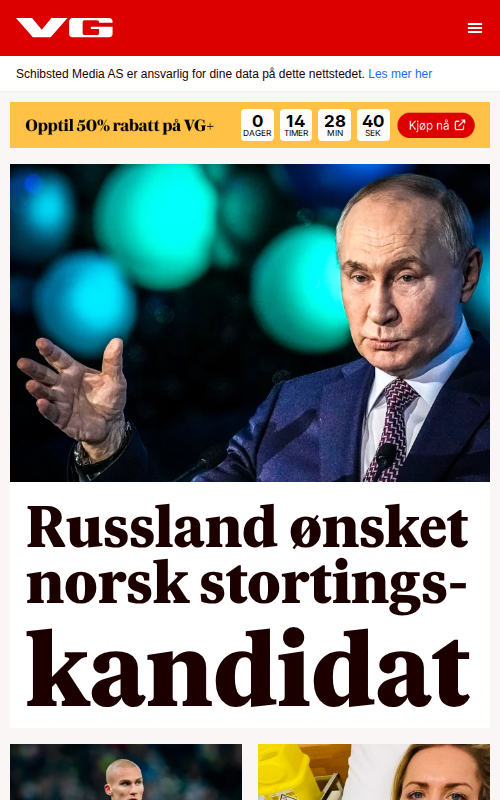 VG
Schibsted Media AS er ansvarlig for dine data på dette nettstedet. Les mer her
Opptil 50% rabatt på VG+
0 14 28 40
DAGER TIMER MIN SEK
Kjøp nå
Russland ønsket
norsk stortings-
kandidat